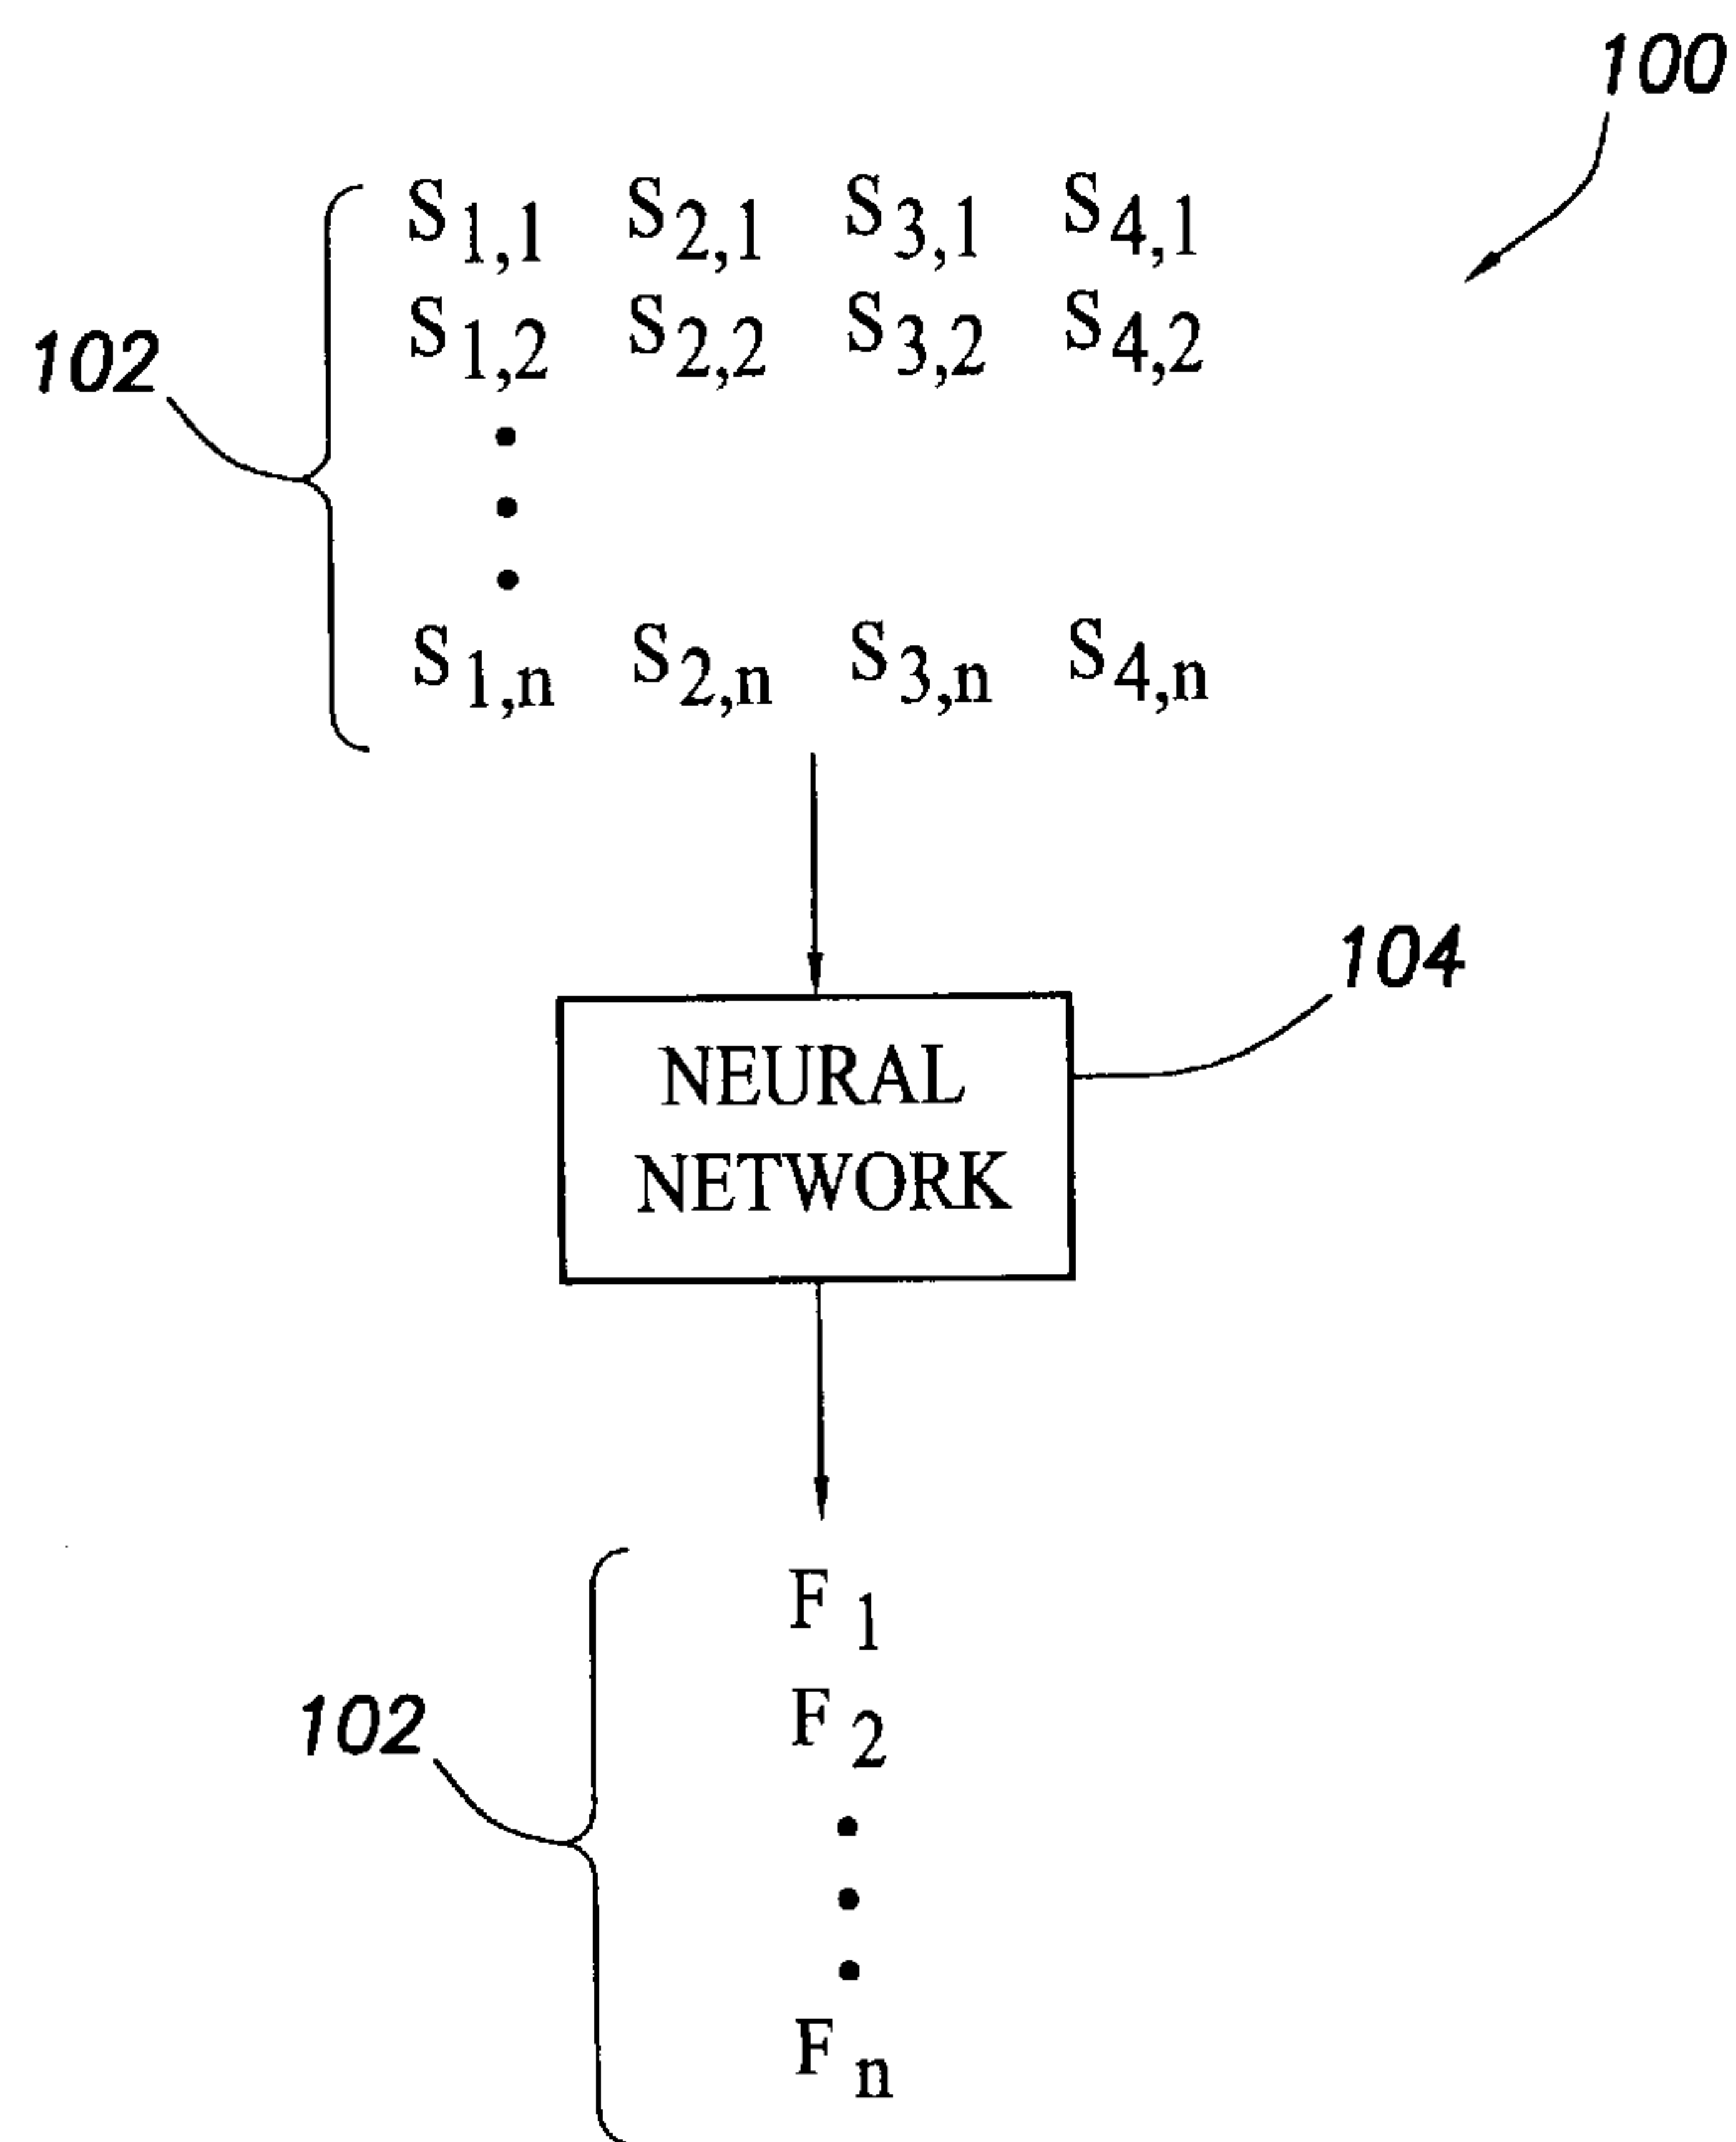 100
S1,1 S2,1 S3,1 S4,1
102
S1,2 S2,2 S3,2 S4,2
S1,n S2,n S3,n S4,n
104
NEURAL
NETWORK
F1
102
F2
Fn